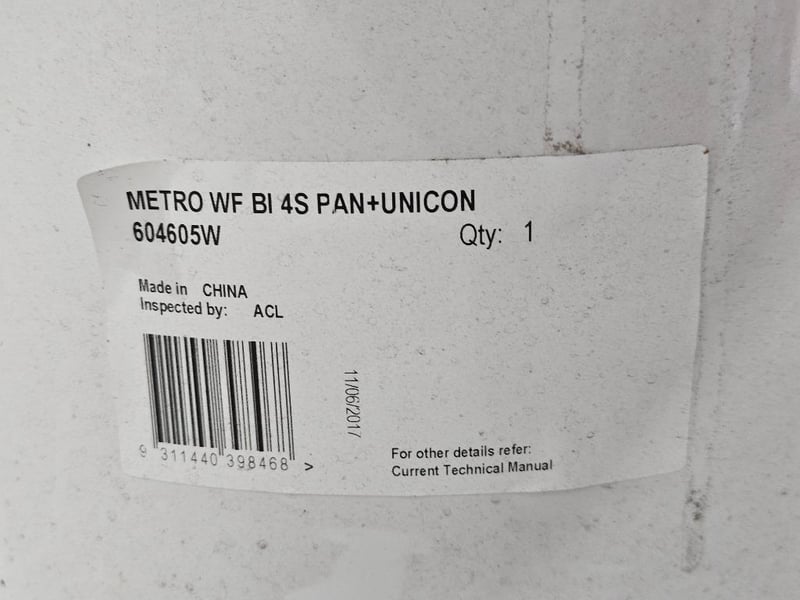 METRO WF BI 4S PAN+UNICON
604605W Qty: 1
Made in CHINA
Inspected by: ACL
11/06/2017
9 311440 398468 >
For other details refer:
Current Technical Manual